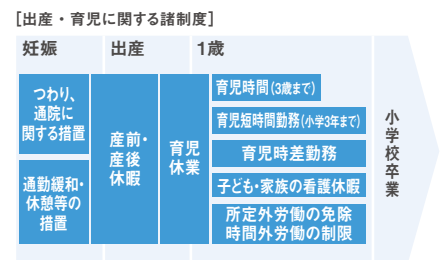 [出産・育児に関する諸制度]
妊娠
出産
1歳
つわり、
通院に
関する措置
通勤緩和・
休憩等の
措置
産前・
産後
休暇
育児
休業
育児時間(3歳まで)
育児短時間勤務(小学3年まで)
育児時差勤務
子ども・家族の看護休暇
所定外労働の免除
時間外労働の制限
小学校卒業